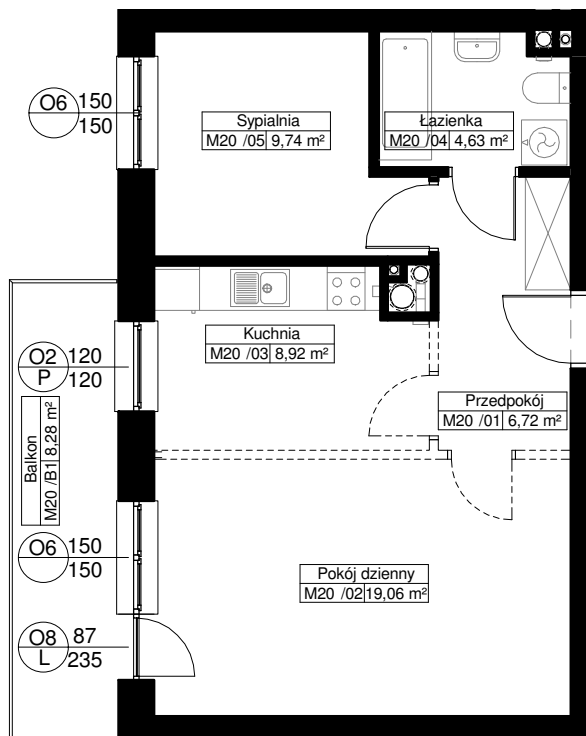 O6 150
150
Sypialnia
M20 /05 9,74 m²
Łazienka
M20 /04 4,63 m²
O2 120
P 120
Kuchnia
M20 /03 8,92 m²
Przedpokój
M20 /01 6,72 m²
Balkon
M20 /B1 8,28 m²
O6 150
150
Pokój dzienny
M20 /02 19,06 m²
O8 87
L 235